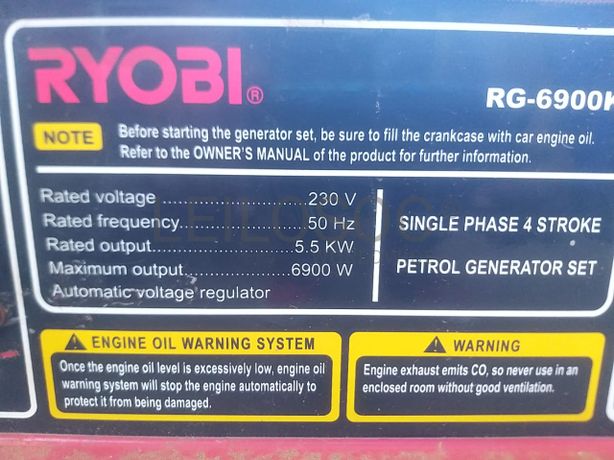 RYOBI®
RG-6900K
NOTE
Before starting the generator set, be sure to fill the crankcase with car engine oil.
Refer to the OWNER'S MANUAL of the product for further information.
Rated voltage ........................ 230 V
Rated frequency..................... 50 Hz
Rated output.......................... 5.5 KW
Maximum output................... 6900 W
Automatic voltage regulator
SINGLE PHASE 4 STROKE
PETROL GENERATOR SET
ENGINE OIL WARNING SYSTEM
Once the engine oil level is excessively low, engine oil
warning system will stop the engine automatically to
protect it from being damaged.
WARNING
Engine exhaust emits CO, so never use in an
enclosed room without good ventilation.